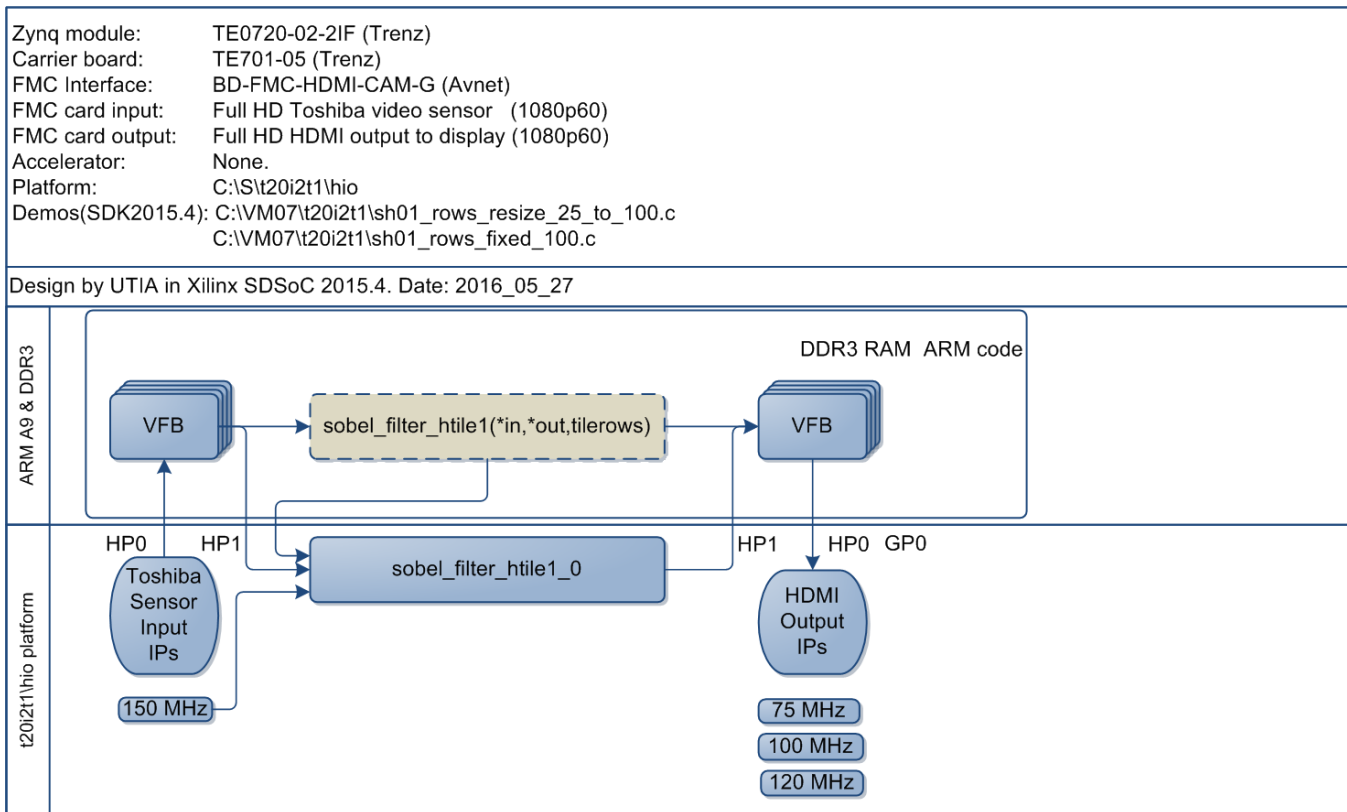 Zynq module: TE0720-02-2IF (Trenz)
Carrier board: TE701-05 (Trenz)
FMC Interface: BD-FMC-HDMI-CAM-G (Avnet)
FMC card input: Full HD Toshiba video sensor (1080p60)
FMC card output: Full HD HDMI output to display (1080p60)
Accelerator: None.
Platform: C:\S\t20i2t1\hio
Demos(SDK2015.4): C:\VM07\t20i2t1\sh01_rows_resize_25_to_100.c
C:\VM07\t20i2t1\sh01_rows_fixed_100.c
Design by UTIA in Xilinx SDSoC 2015.4. Date: 2016_05_27
ARM A9 & DDR3
DDR3 RAM ARM code
VFB
sobel_filter_htile1(*in,*out,tilerows)
VFB
t20i2t1\hio platform
HP0
HP1
HP1
HP0
GP0
Toshiba
Sensor
Input
IPs
sobel_filter_htile1_0
HDMI
Output
IPs
150 MHz
75 MHz
100 MHz
120 MHz